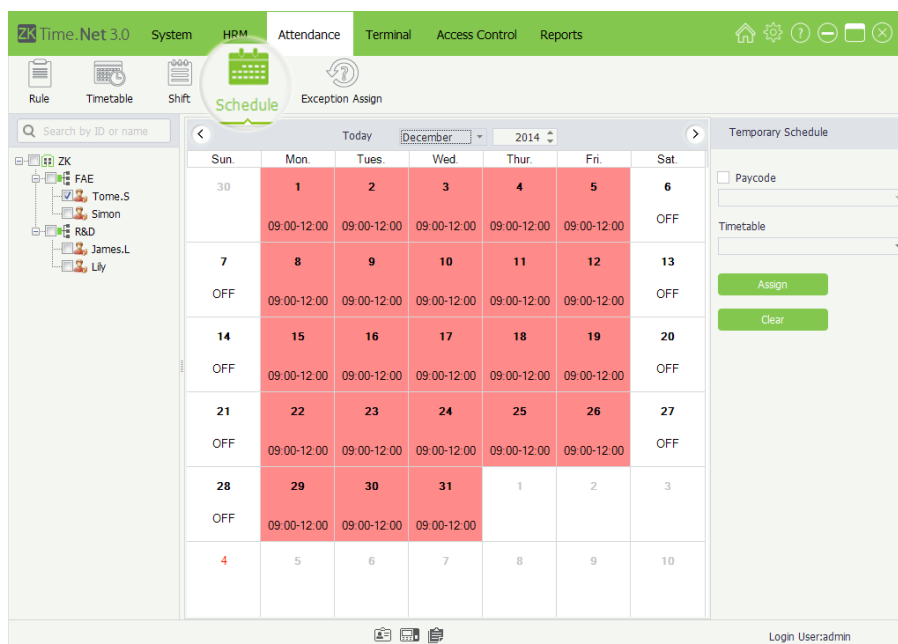 ZK Time.Net 3.0 System HRM Attendance Terminal Access Control Reports
Rule Timetable Shift Schedule Exception Assign
Search by ID or name
ZK
FAE
Tome.S
Simon
R&D
James.L
Lily
Today December 2014
Sun. Mon. Tues. Wed. Thur. Fri. Sat.
30 1 2 3 4 5 6
09:00-12:00 09:00-12:00 09:00-12:00 09:00-12:00 09:00-12:00 OFF
7 8 9 10 11 12 13
OFF 09:00-12:00 09:00-12:00 09:00-12:00 09:00-12:00 09:00-12:00 OFF
14 15 16 17 18 19 20
OFF 09:00-12:00 09:00-12:00 09:00-12:00 09:00-12:00 09:00-12:00 OFF
21 22 23 24 25 26 27
OFF 09:00-12:00 09:00-12:00 09:00-12:00 09:00-12:00 09:00-12:00 OFF
28 29 30 31 1 2 3
OFF 09:00-12:00 09:00-12:00 09:00-12:00
4 5 6 7 8 9 10
Temporary Schedule
Paycode
Timetable
Assign
Clear
Login User:admin